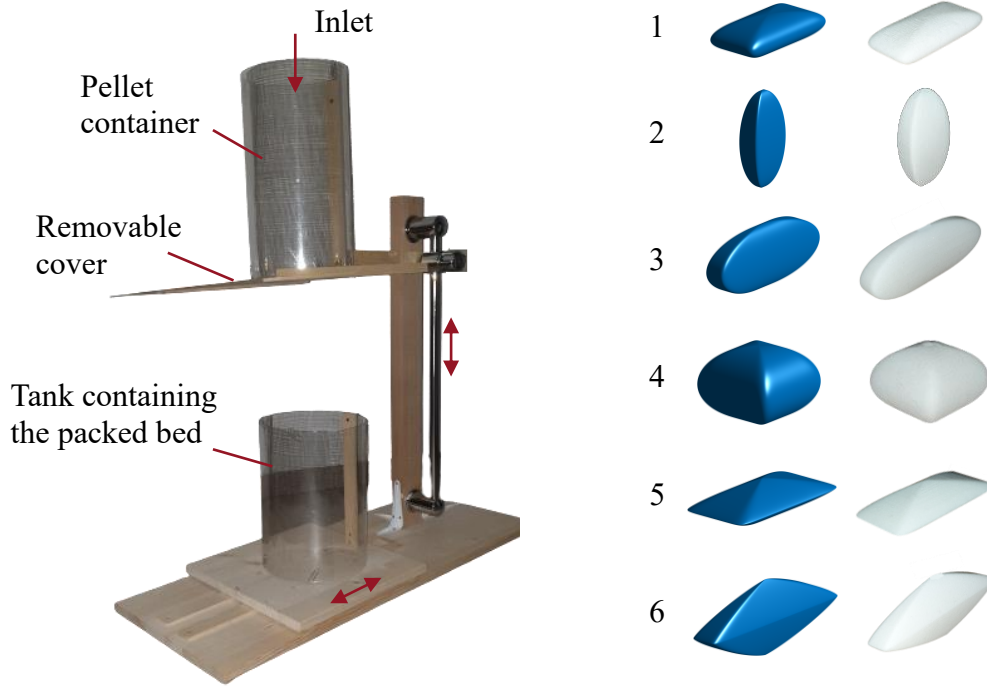 Inlet
Pellet
container
Removable
cover
Tank containing
the packed bed
1
2
3
4
5
6